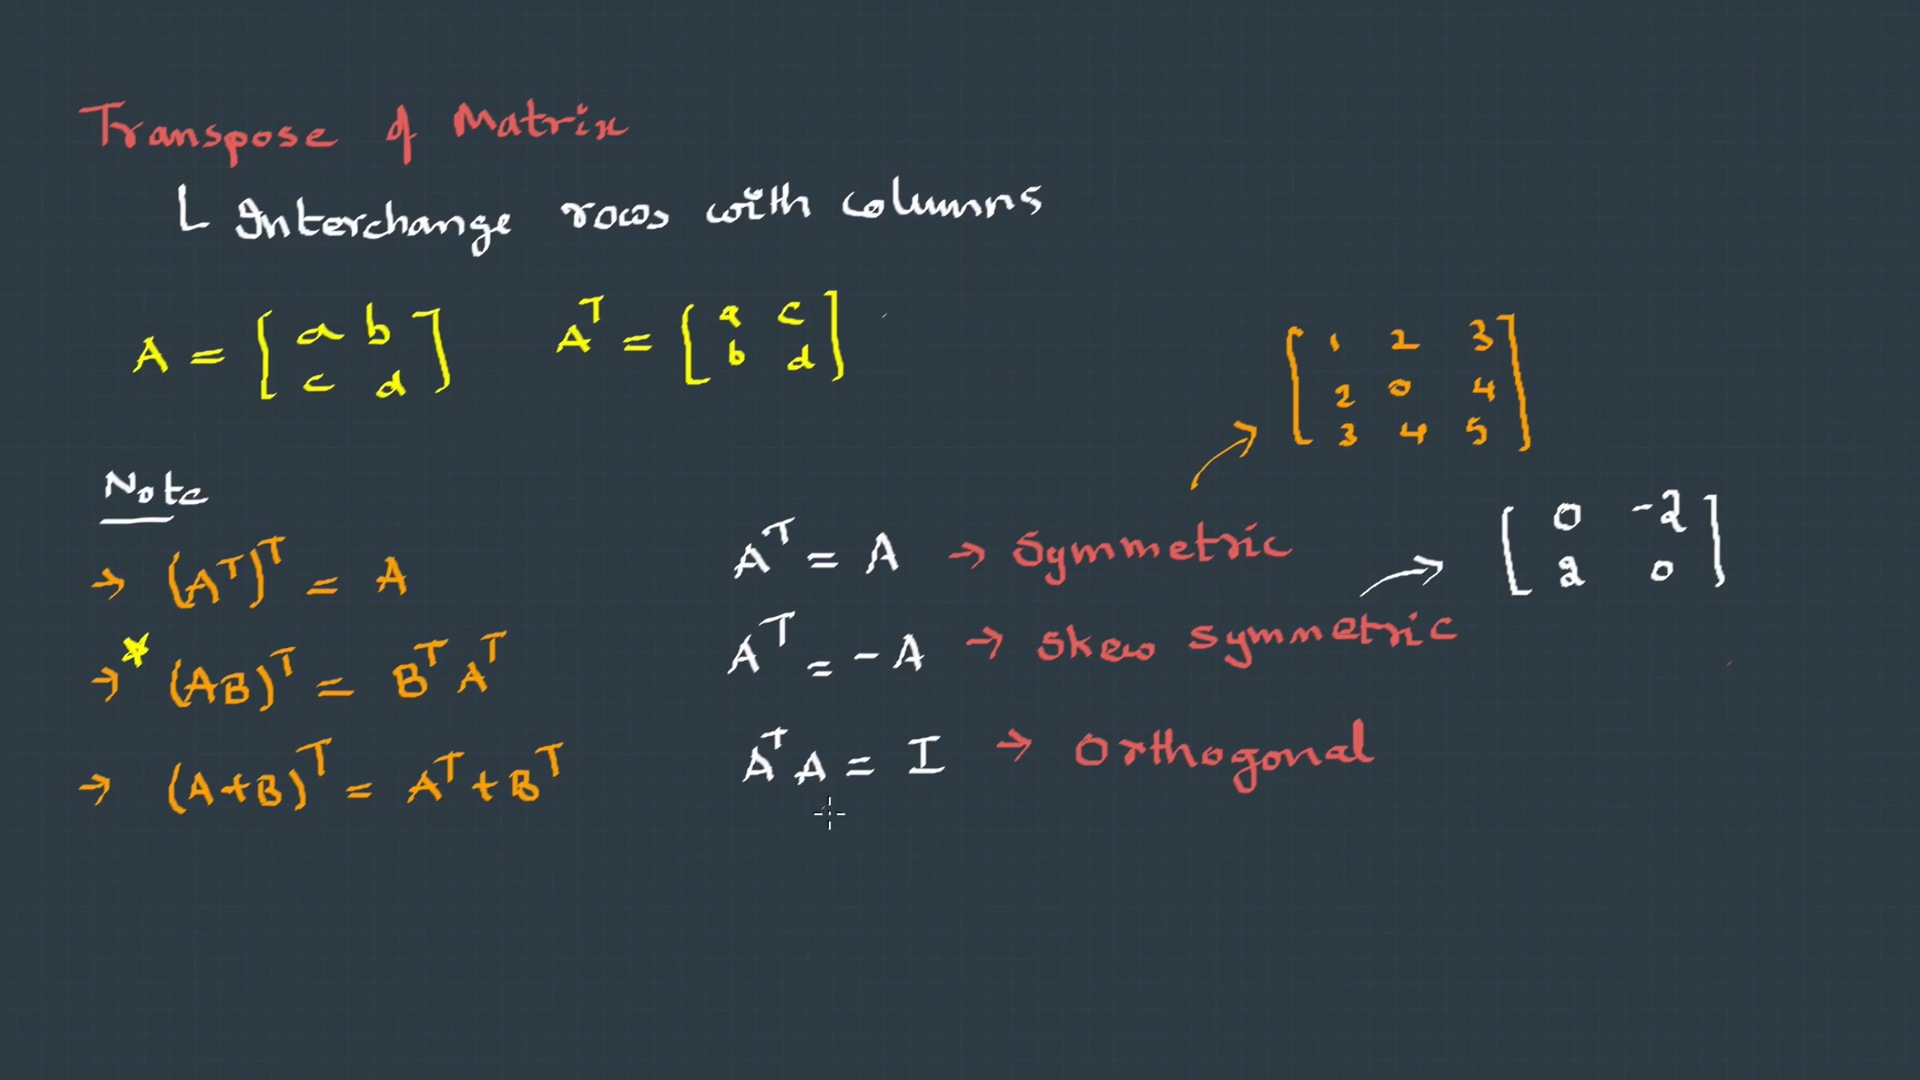 Transpose of Matrix
└ Interchange rows with columns
A = [ a b
c d ]
A^T = [ a c
b d ]
[ 1 2 3
2 0 4
3 4 5 ]
Note
→ (A^T)^T = A
→ * (AB)^T = B^T A^T
→ (A+B)^T = A^T + B^T
A^T = A → Symmetric
[ 0 -2
2 0 ]
A^T = -A → Skew Symmetric
A^T A = I → Orthogonal